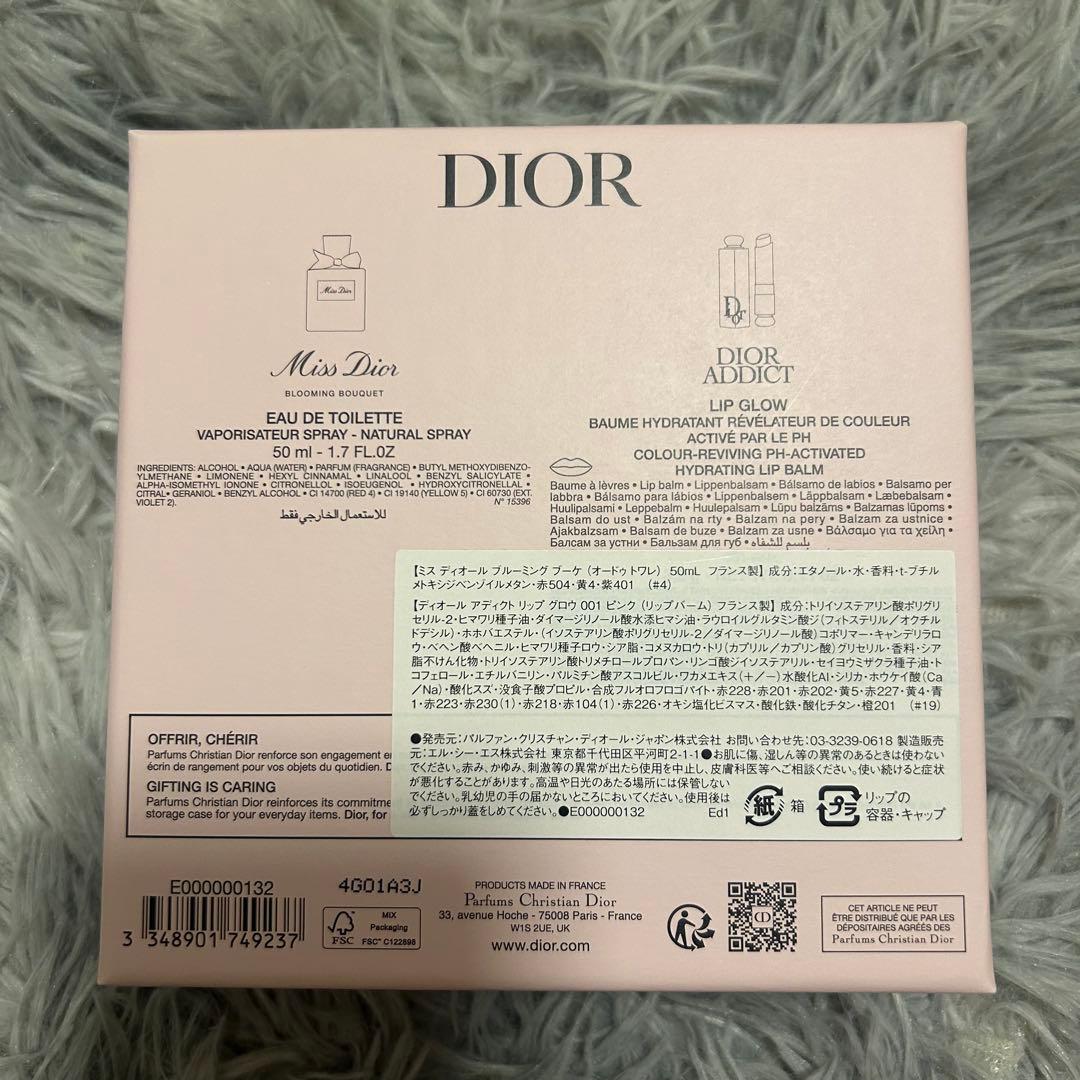 DIOR
Miss Dior
Miss Dior
BLOOMING BOUQUET
EAU DE TOILETTE
VAPORISATEUR SPRAY - NATURAL SPRAY
50 ml - 1.7 FL.OZ
INGREDIENTS: ALCOHOL • AQUA (WATER) • PARFUM (FRAGRANCE) • BUTYL METHOXYDIBENZO-
YLMETHANE • LIMONENE • HEXYL CINNAMAL • LINALOOL • BENZYL SALICYLATE •
ALPHA-ISOMETHYL IONONE • CITRONELLOL • ISOEUGENOL • HYDROXYCITRONELLAL •
CITRAL • GERANIOL • BENZYL ALCOHOL • CI 14700 (RED 4) • CI 19140 (YELLOW 5) • CI 60730 (EXT.
VIOLET 2).
N° 15396
للاستعمال الخارجي فقط
Dior
DIOR
ADDICT
LIP GLOW
BAUME HYDRATANT RÉVÉLATEUR DE COULEUR
ACTIVÉ PAR LE PH
COLOUR-REVIVING PH-ACTIVATED
HYDRATING LIP BALM
Baume à lèvres • Lip balm • Lippenbalsam • Bálsamo de labios • Balsamo per
labbra • Bálsamo para lábios • Lippenbalsem • Läppbalsam • Læbebalsam •
Huulipalsami • Leppebalm • Huulepalsam • Lūpu balzāms • Balzamas lūpoms •
Balsam do ust • Balzám na rty • Balzam na pery • Balzam za ustnice •
Ajakbalzsam • Balsam de buze • Balzam za usne • Βάλσαμο για τα χείλη •
Балсам за устни • Бальзам для губ • بلسم للشفاه
【ミス ディオール ブルーミング ブーケ (オードゥ トワレ) 50mL フランス製】 成分：エタノール・水・香料・t-ブチル
メトキシジベンゾイルメタン・赤504・黄4・紫401 (#4)
【ディオール アディクト リップ グロウ 001 ピンク (リップバーム) フランス製】 成分：トリイソステアリン酸ポリグリ
セリル-2・ヒマワリ種子油・ダイマージリノール酸水添ヒマシ油・ラウロイルグルタミン酸ジ(フィトステリル／オクチル
ドデシル)・ホホバエステル・(イソステアリン酸ポリグリセリル-2／ダイマージリノール酸)コポリマー・キャンデリラロ
ウ・ベヘン酸ベヘニル・ヒマワリ種子ロウ・シア脂・コメヌカロウ・トリ(カプリル／カプリン酸)グリセリル・香料・シア
脂不けん化物・トリイソステアリン酸トリメチロールプロパン・リンゴ酸ジイソステアリル・セイヨウミザクラ種子油・ト
コフェロール・エチルバニリン・パルミチン酸アスコルビル・ワカメエキス(＋／－)水酸化Al・シリカ・ホウケイ酸(Ca
／Na)・酸化スズ・没食子酸プロピル・合成フルオロフロゴパイト・赤228・赤201・赤202・黄5・赤227・黄4・青
1・赤223・赤230(1)・赤218・赤104(1)・赤226・オキシ塩化ビスマス・酸化鉄・酸化チタン・橙201 (#19)
●発売元：パルファン・クリスチャン・ディオール・ジャポン株式会社 お問い合わせ先：03-3239-0618 製造販売
元：エル・シー・エス株式会社 東京都千代田区平河町2-1-1●お肌に傷、湿しん等の異常のあるときは使わない
でください。赤み、かゆみ、刺激等の異常が出たら使用を中止し、皮膚科医等へご相談ください。使い続けると症状
が悪化することがあります。高温や日光のあたる場所には保管しない
でください。乳幼児の手の届かないところにおいてください。使用後は
必ずしっかり蓋をしめてください。●E000000132 Ed1
紙 箱
プラ リップの
容器・キャップ
OFFRIR, CHÉRIR
Parfums Christian Dior renforce son engagement e
écrin de rangement pour vos objets du quotidien. D
GIFTING IS CARING
Parfums Christian Dior reinforces its commitme
storage case for your everyday items. Dior, for
E000000132
3 348901 749237
4G01A3J
FSC
MIX
Packaging
FSC™ C122898
PRODUCTS MADE IN FRANCE
Parfums Christian Dior
33, avenue Hoche - 75008 Paris - France
W1S 2UE, UK
www.dior.com
CD
CET ARTICLE NE PEUT
ÊTRE DISTRIBUÉ QUE PAR LES
DÉPOSITAIRES AGRÉÉS DES
Parfums Christian Dior